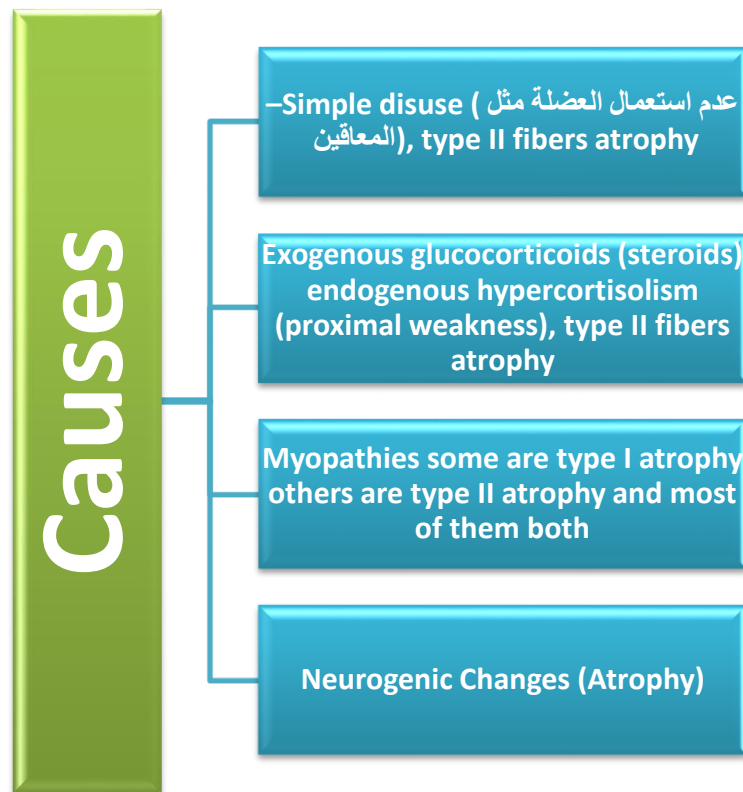 Causes
–Simple disuse ( عدم استعمال العضلة مثل
المعاقين), type II fibers atrophy
Exogenous glucocorticoids (steroids)
endogenous hypercortisolism
(proximal weakness), type II fibers
atrophy
Myopathies some are type I atrophy
others are type II atrophy and most
of them both
Neurogenic Changes (Atrophy)